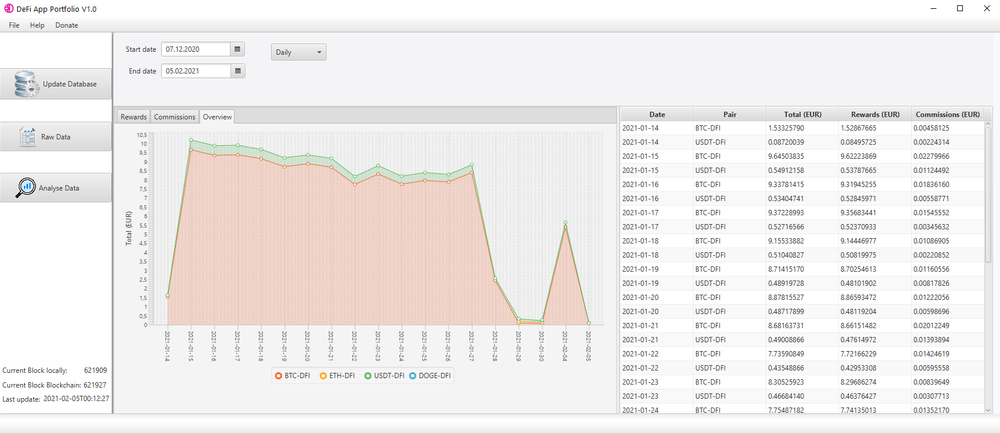 DeFi App Portfolio V1.0
File Help Donate
Start date 07.12.2020 Daily
End date 05.02.2021
Update Database
Raw Data
Analyse Data
Current Block locally: 621909
Current Block Blockchain: 621927
Last update: 2021-02-05T00:12:27
Rewards Commissions Overview
Total (EUR)
10,5
10
9,5
9
8,5
8
7,5
7
6,5
6
5,5
5
4,5
4
3,5
3
2,5
2
1,5
1
0,5
0
2021-01-14
2021-01-15
2021-01-16
2021-01-17
2021-01-18
2021-01-19
2021-01-20
2021-01-21
2021-01-22
2021-01-23
2021-01-24
2021-01-25
2021-01-26
2021-01-27
2021-01-28
2021-01-29
2021-01-30
2021-02-04
2021-02-05
BTC-DFI ETH-DFI USDT-DFI DOGE-DFI
Date Pair Total (EUR) Rewards (EUR) Commissions (EUR)
2021-01-14 BTC-DFI 1.53325790 1.52867665 0.00458125
2021-01-14 USDT-DFI 0.08720039 0.08495725 0.00224314
2021-01-15 BTC-DFI 9.64503835 9.62223869 0.02279966
2021-01-15 USDT-DFI 0.54912158 0.53787665 0.01124492
2021-01-16 BTC-DFI 9.33781415 9.31945255 0.01836160
2021-01-16 USDT-DFI 0.53404741 0.52845971 0.00558771
2021-01-17 BTC-DFI 9.37228993 9.35683441 0.01545552
2021-01-17 USDT-DFI 0.52716566 0.52370933 0.00345632
2021-01-18 BTC-DFI 9.15533882 9.14446977 0.01086905
2021-01-18 USDT-DFI 0.51040827 0.50819975 0.00220852
2021-01-19 BTC-DFI 8.71415170 8.70254613 0.01160556
2021-01-19 USDT-DFI 0.48919728 0.48101902 0.00817826
2021-01-20 BTC-DFI 8.87815527 8.86593472 0.01222056
2021-01-20 USDT-DFI 0.48717899 0.48119204 0.00598696
2021-01-21 BTC-DFI 8.68163731 8.66151482 0.02012249
2021-01-21 USDT-DFI 0.49008866 0.47614972 0.01393894
2021-01-22 BTC-DFI 7.73590849 7.72166229 0.01424619
2021-01-22 USDT-DFI 0.43548866 0.42953308 0.00595558
2021-01-23 BTC-DFI 8.30525923 8.29686274 0.00839649
2021-01-23 USDT-DFI 0.46684140 0.46376427 0.00307713
2021-01-24 BTC-DFI 7.75487182 7.74135013 0.01352170